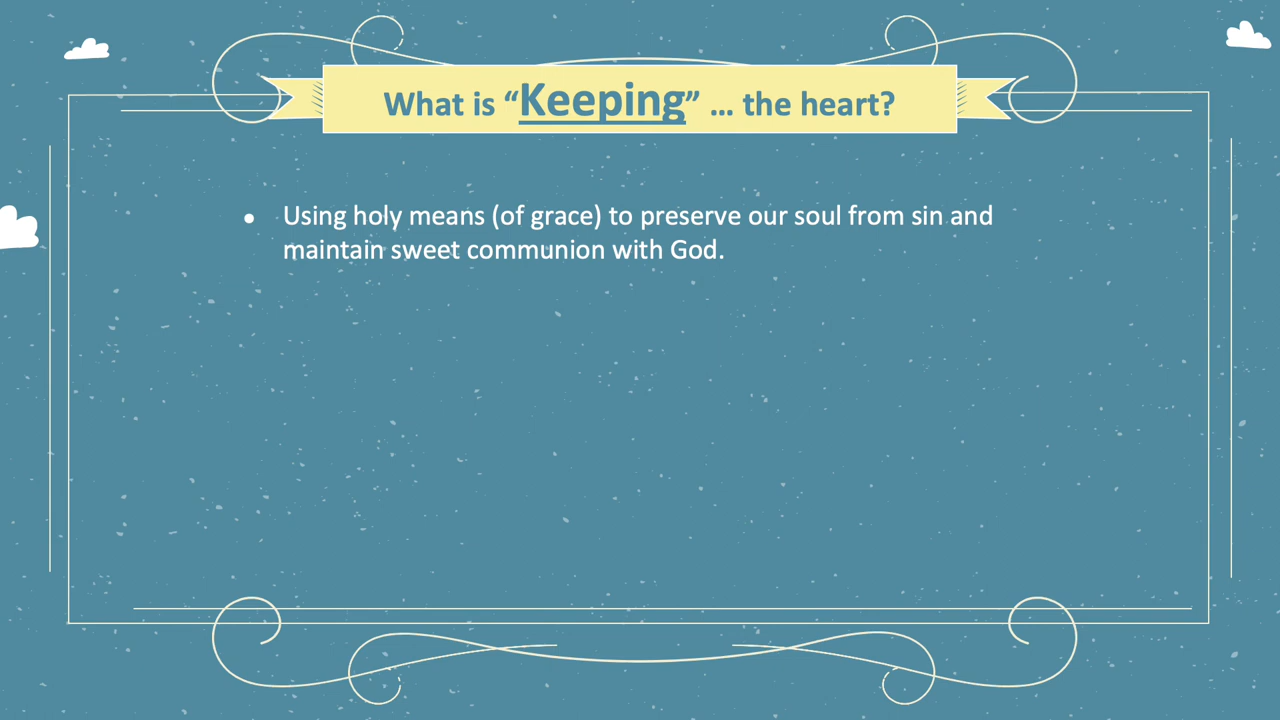 What is “Keeping” … the heart?
● Using holy means (of grace) to preserve our soul from sin and
maintain sweet communion with God.